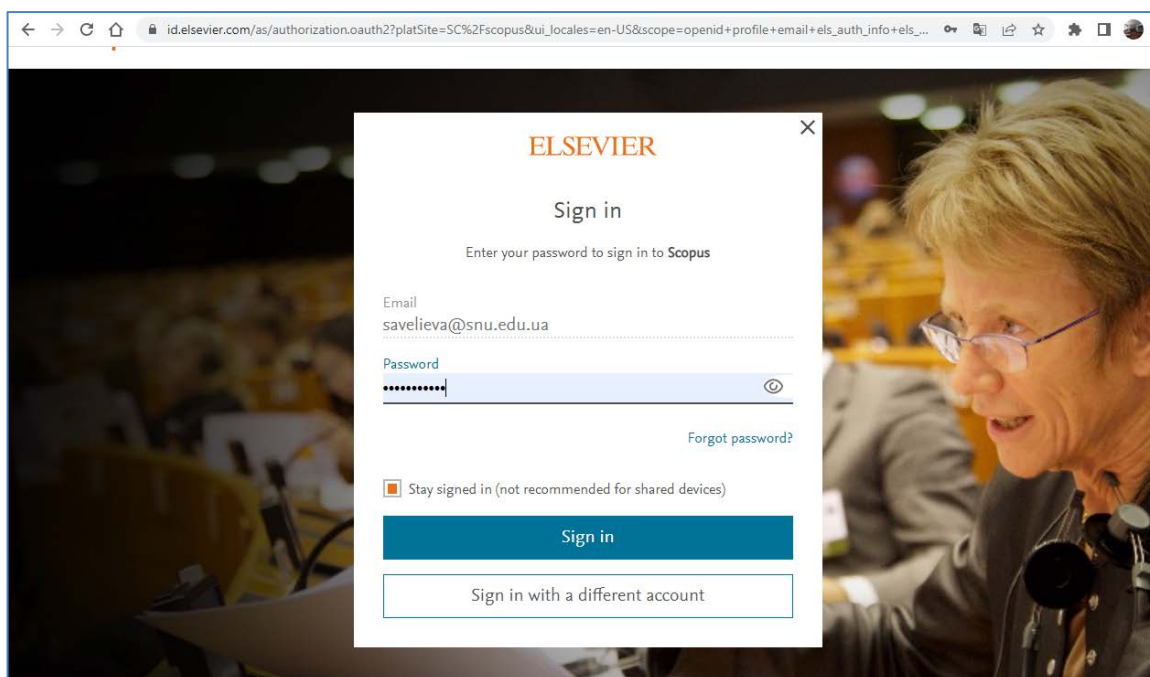 id.elsevier.com/as/authorization.oauth2?platSite=SC%2Fscopus&ui_locales=en-US&scope=openid+profile+email+els_auth_info+els_...
ELSEVIER
Sign in
Enter your password to sign in to Scopus
Email
savelieva@snu.edu.ua
Password
•••••••••••
Forgot password?
Stay signed in (not recommended for shared devices)
Sign in
Sign in with a different account